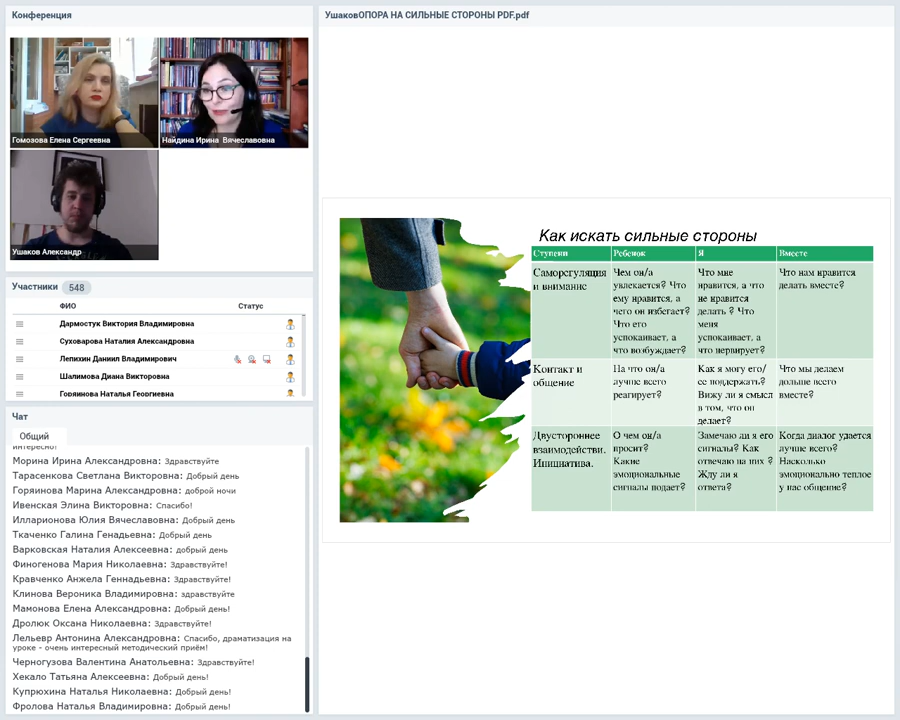 Конференция
Гомозова Елена Сергеевна
Найдина Ирина Вячеславовна
Ушаков Александр
Участники 548
ФИО Статус
Дармостук Виктория Владимировна
Суховарова Наталия Александровна
Лепихин Даниил Владимирович
Шалимова Диана Викторовна
Горяинова Наталья Георгиевна
Чат
Общий
интересно!
Морина Ирина Александровна: Здравствуйте
Тарасенкова Светлана Викторовна: Добрый день
Горяинова Марина Александровна: доброй ночи
Ивенская Элина Викторовна: Спасибо!
Илларионова Юлия Вячеславовна: Добрый день
Ткаченко Галина Генадьевна: Добрый день
Варковская Наталия Алексеевна: добрый день
Финогенова Мария Николаевна: Здравствуйте!
Кравченко Анжела Геннадьевна: Здравствуйте!
Клинова Вероника Владимировна: здравствуйте
Мамонова Елена Александровна: Добрый день!
Дролюк Оксана Николаевна: Здравствуйте!
Лельевр Антонина Александровна: Спасибо, драматизация на
уроке - очень интересный методический приём!
Черногузова Валентина Анатольевна: Здравствуйте!
Хекало Татьяна Алексеевна: Добрый день!
Купрюхина Наталья Николаевна: Добрый день!
Фролова Наталья Владимировна: Добрый день!
УшаковОПОРА НА СИЛЬНЫЕ СТОРОНЫ PDF.pdf
Как искать сильные стороны
Ступени Ребенок Я Вместе
Саморегуляция
и внимание
Чем он/а
увлекается? Что
ему нравится, а
чего он избегает?
Что его
успокаивает, а
что возбуждает?
Что мне
нравится, а что
не нравится
делать ? Что
меня
успокаивает, а
что нервирует?
Что нам нравится
делать вместе?
Контакт и
общение
На что он/а
лучше всего
реагирует?
Как я могу его/
ее поддержать?
Вижу ли я смысл
в том, что он
делает?
Что мы делаем
дольше всего
вместе?
Двустороннее
взаимодействи.
Инициатива.
О чем он/а
просит?
Какие
эмоциональные
сигналы подает?
Замечаю ли я его
сигналы? Как
отвечаю на них ?
Жду ли я
ответа?
Когда диалог удается
лучше всего?
Насколько
эмоционально теплое
у нас общение?